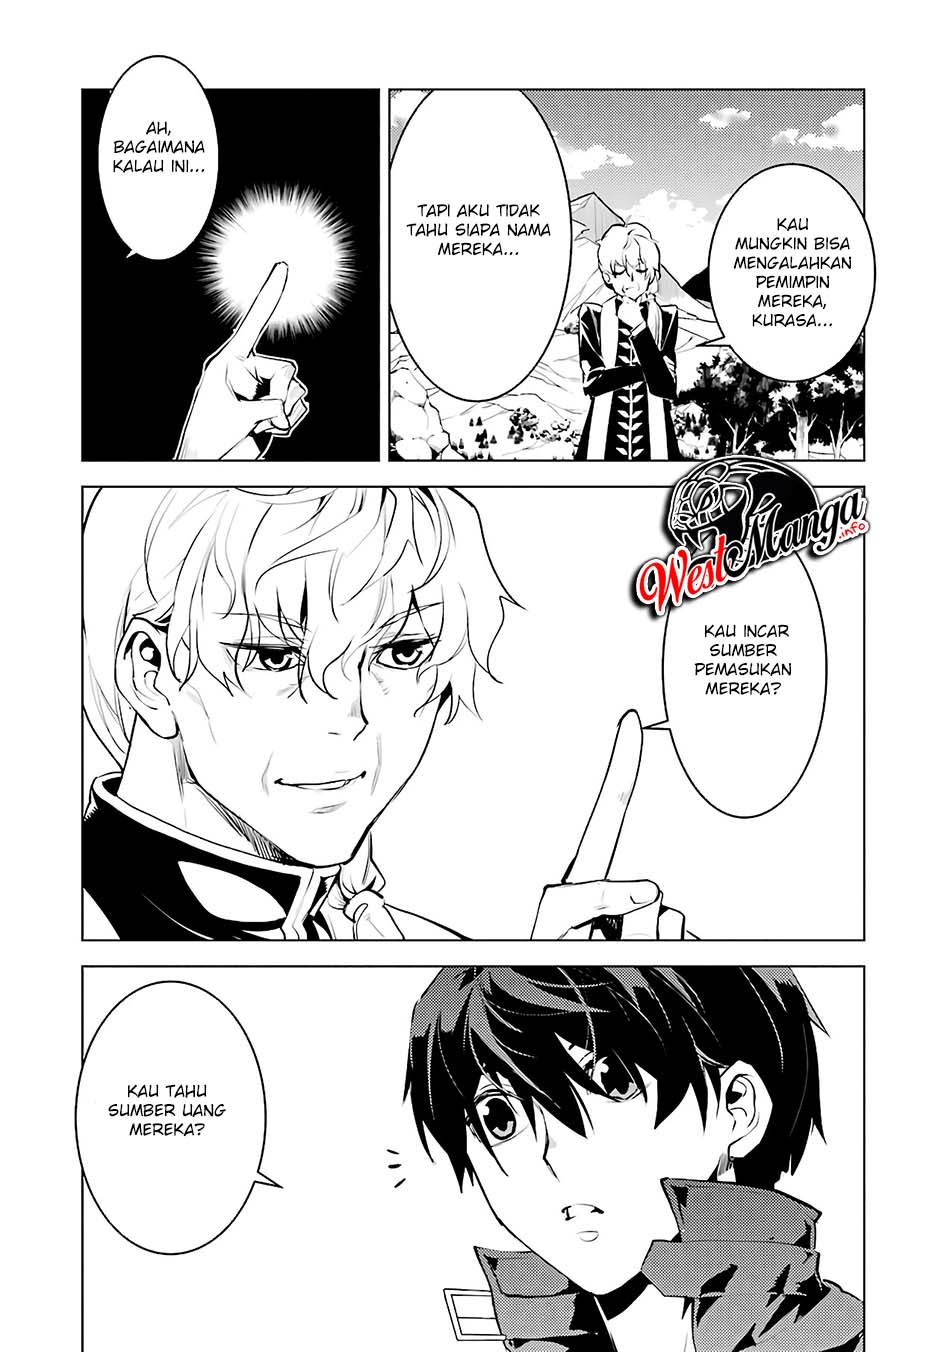 KAU
MUNGKIN BISA
MENGALAHKAN
PEMIMPIN
MEREKA,
KURASA...
TAPI AKU TIDAK
TAHU SIAPA NAMA
MEREKA...
AH,
BAGAIMANA
KALAU INI...
WestManga
.info
KAU INCAR
SUMBER
PEMASUKAN
MEREKA?
KAU TAHU
SUMBER UANG
MEREKA?